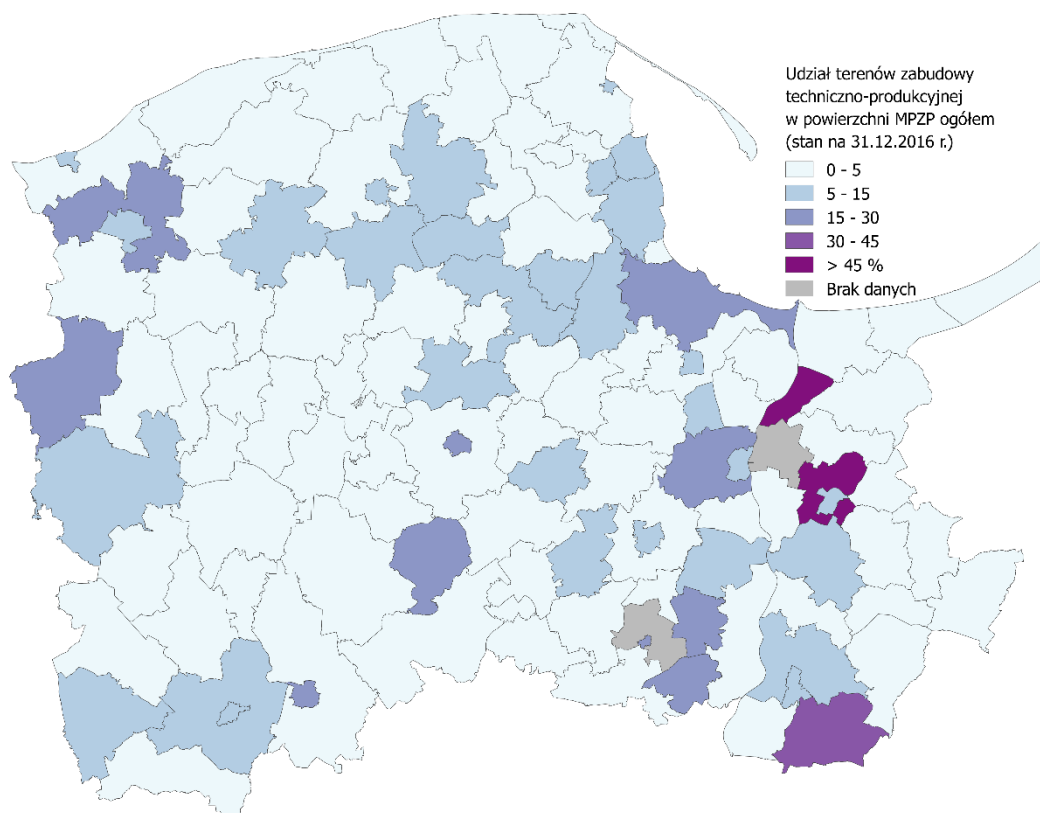 Udział terenów zabudowy
techniczno-produkcyjnej
w powierzchni MPZP ogółem
(stan na 31.12.2016 r.)
0 - 5
5 - 15
15 - 30
30 - 45
> 45 %
Brak danych